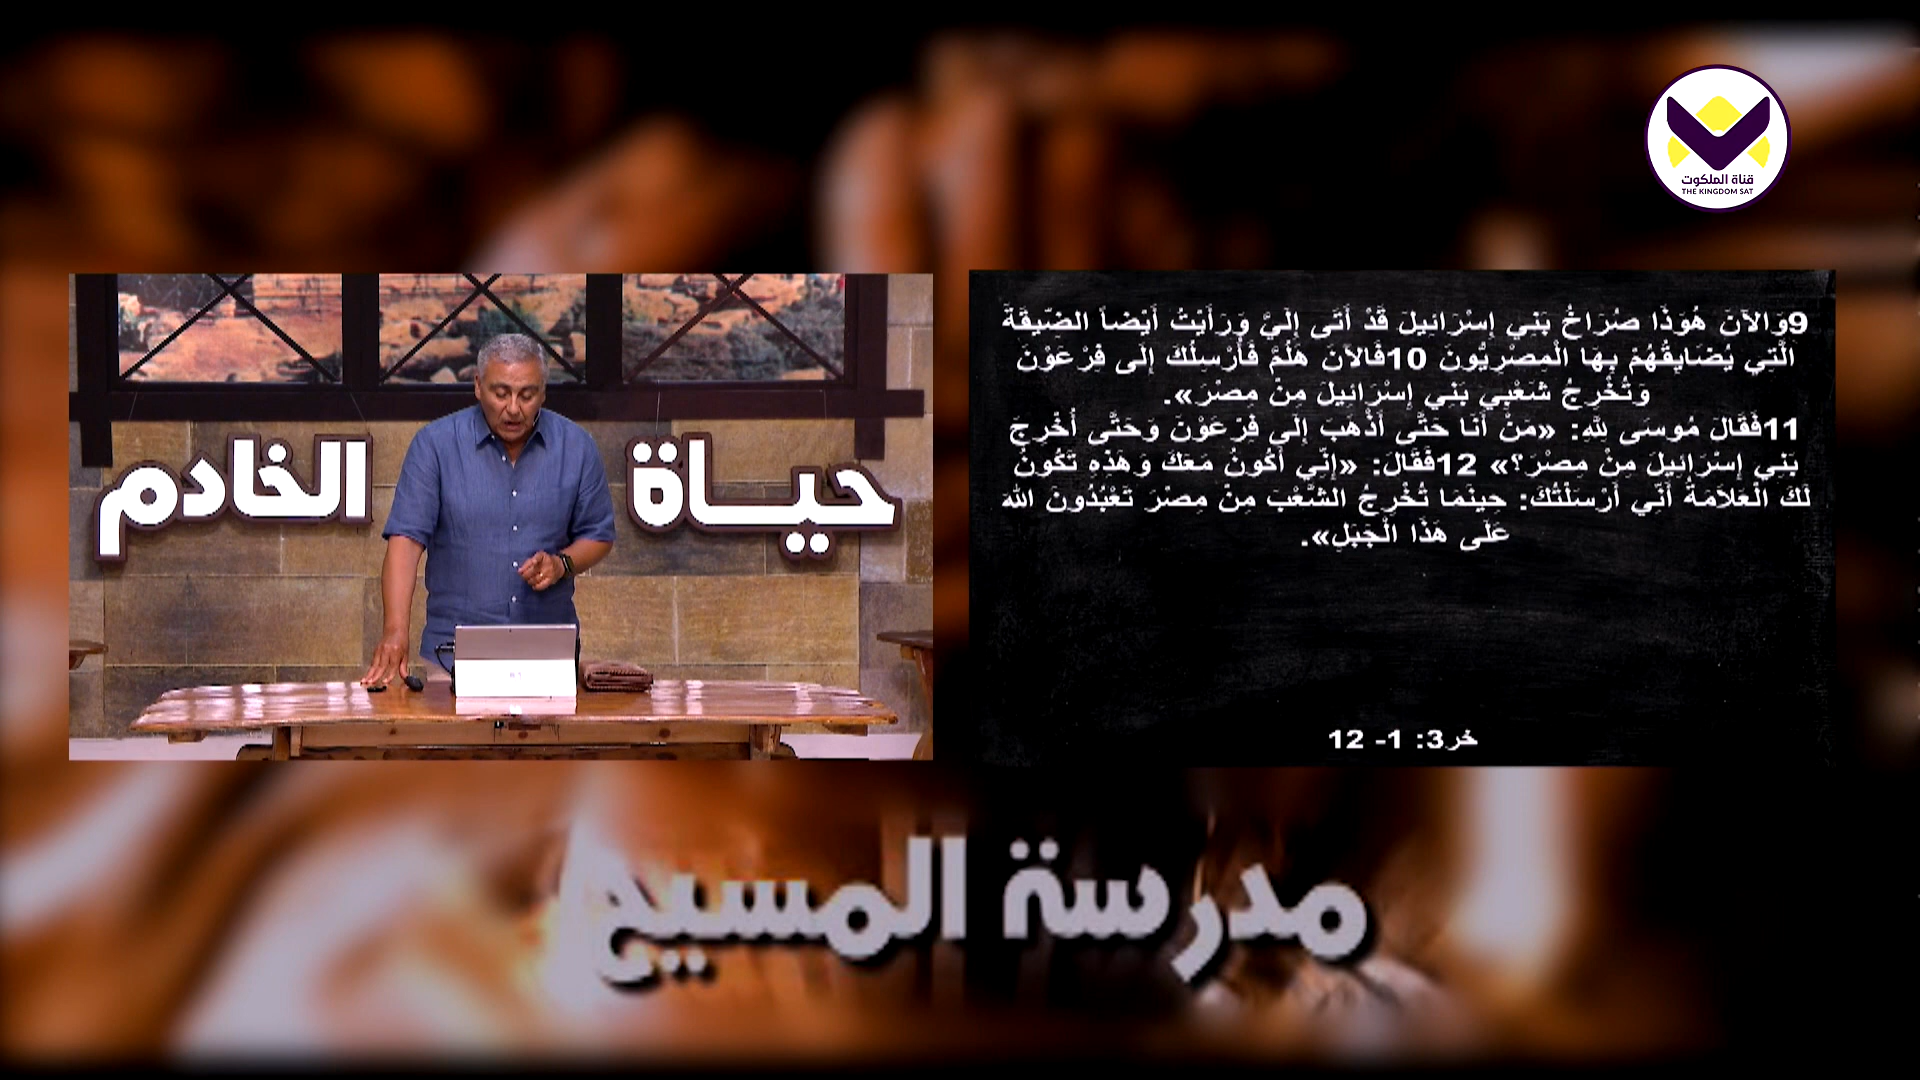 قناة الملكوت
THE KINGDOM SAT
حياة الخادم
9وَالآنَ هُوَذَا صُرَاخُ بَنِي إِسْرَائِيلَ قَدْ أَتَى إِلَيَّ وَرَأَيْتُ أَيْضاً الضِّيقَةَ
الَّتِي يُضَايِقُهُمْ بِهَا الْمِصْرِيُّونَ 10فَالآنَ هَلُمَّ فَأُرْسِلُكَ إِلَى فِرْعَوْنَ
وَتُخْرِجُ شَعْبِي بَنِي إِسْرَائِيلَ مِنْ مِصْرَ».
11فَقَالَ مُوسَى لِلَّهِ: «مَنْ أَنَا حَتَّى أَذْهَبَ إِلَى فِرْعَوْنَ وَحَتَّى أُخْرِجَ
بَنِي إِسْرَائِيلَ مِنْ مِصْرَ؟» 12فَقَالَ: «إِنِّي أَكُونُ مَعَكَ وَهَذِهِ تَكُونُ
لَكَ الْعَلاَمَةُ أَنِّي أَرْسَلْتُكَ: حِينَمَا تُخْرِجُ الشَّعْبَ مِنْ مِصْرَ تَعْبُدُونَ اللهَ
عَلَى هَذَا الْجَبَلِ».
خر3: 1- 12
مدرسة المسيح